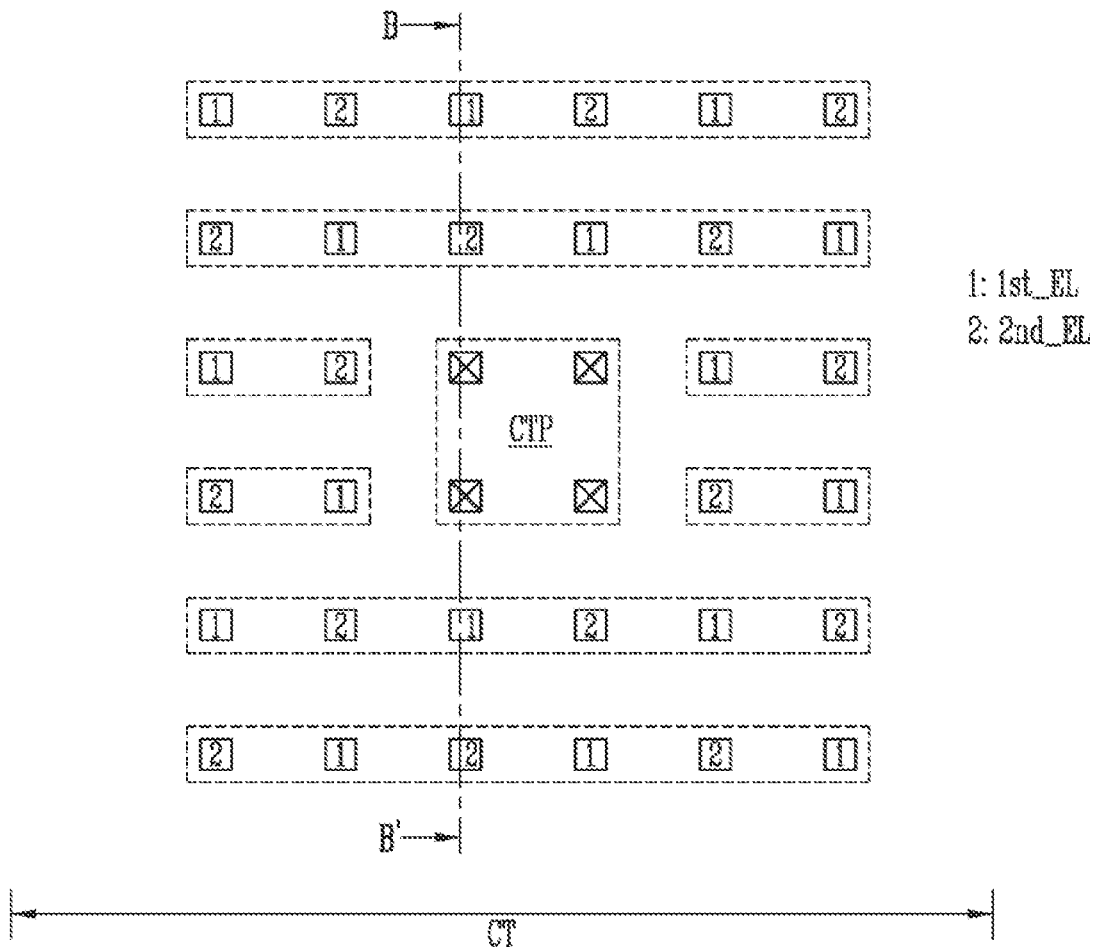 B
1 2 1 2 1 2
2 1 2 1 2 1
1: 1st_EL
2: 2nd_EL
1 2 1 2
CTP
2 1 2 1
1 2 1 2 1 2
2 1 2 1 2 1
B'
CT